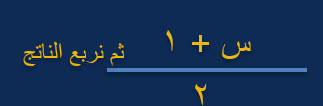 س + ١
ثم نربع الناتج
٢